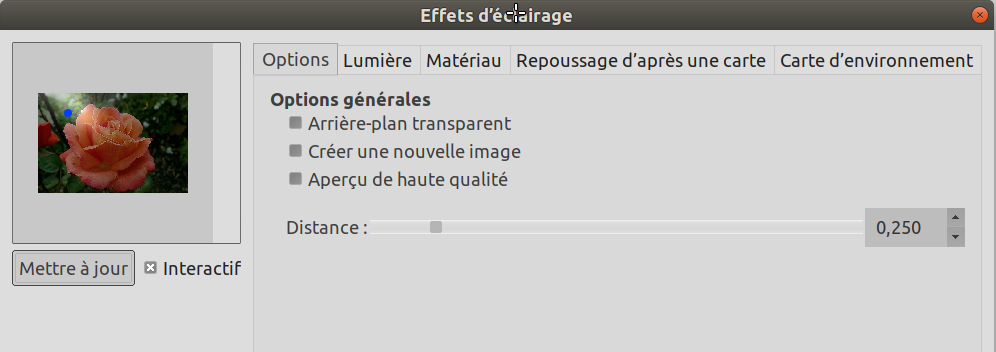 Effets d'éclairage
Options Lumière Matériau Repoussage d'après une carte Carte d'environnement
Options générales
Arrière-plan transparent
Créer une nouvelle image
Aperçu de haute qualité
Distance : 0,250
Mettre à jour Interactif